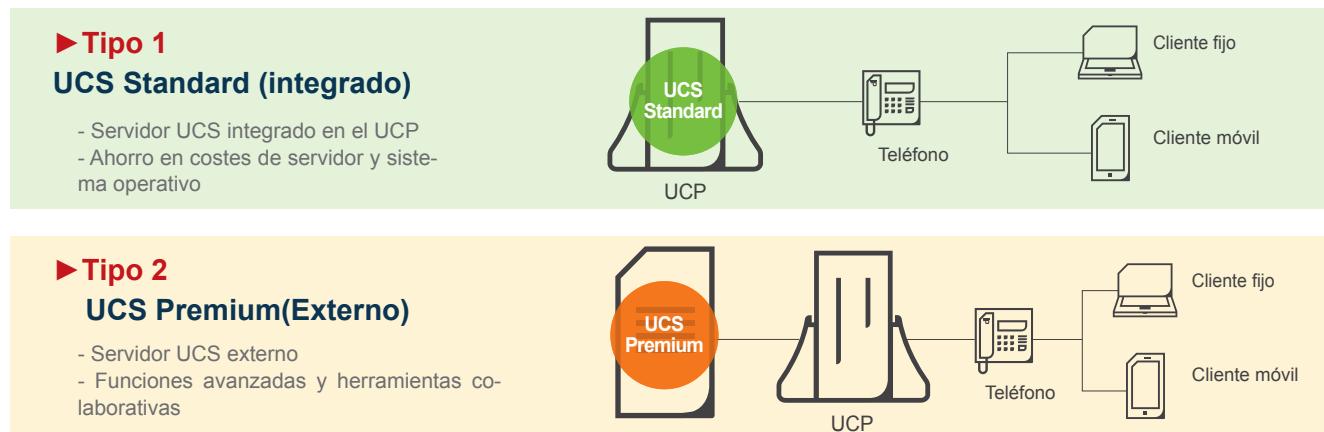 ►Tipo 1
UCS Standard (integrado)
- Servidor UCS integrado en el UCP
- Ahorro en costes de servidor y siste-
ma operativo
UCS
Standard
UCP
Teléfono
Cliente fijo
Cliente móvil
►Tipo 2
UCS Premium(Externo)
- Servidor UCS externo
- Funciones avanzadas y herramientas co-
laborativas
UCS
Premium
UCP
Teléfono
Cliente fijo
Cliente móvil